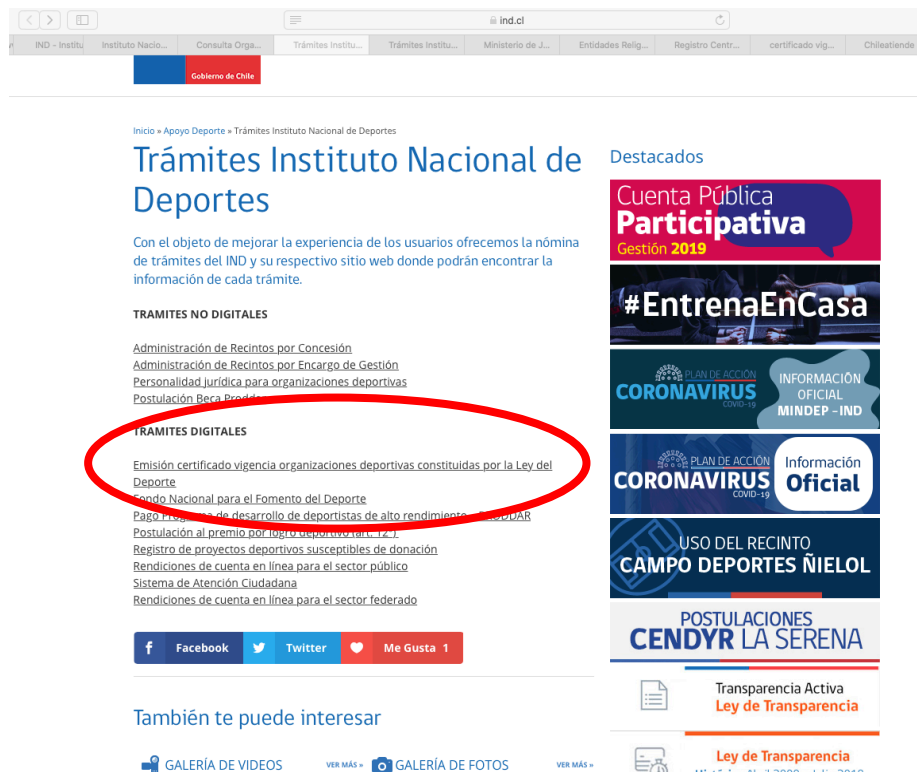 ind.cl
IND - Institu
Instituto Nacio...
Consulta Orga...
Trámites Institu...
Trámites Institu...
Ministerio de J...
Entidades Relig...
Registro Centr...
certificado vig...
Chileatiende
Gobierno de Chile
Inicio » Apoyo Deporte » Trámites Instituto Nacional de Deportes
Trámites Instituto Nacional de
Deportes
Con el objeto de mejorar la experiencia de los usuarios ofrecemos la nómina
de trámites del IND y su respectivo sitio web donde podrán encontrar la
información de cada trámite.
TRAMITES NO DIGITALES
Administración de Recintos por Concesión
Administración de Recintos por Encargo de Gestión
Personalidad jurídica para organizaciones deportivas
Postulación Beca
TRAMITES DIGITALES
Emisión certificado vigencia organizaciones deportivas constituidas por la Ley del
Deporte
Fondo Nacional para el Fomento del Deporte
Pago Programa de desarrollo de deportistas de alto rendimiento
Postulación al premio por logro deportivo (art. 12°)
Registro de proyectos deportivos susceptibles de donación
Rendiciones de cuenta en línea para el sector público
Sistema de Atención Ciudadana
Rendiciones de cuenta en línea para el sector federado
Facebook
Twitter
Me Gusta 1
También te puede interesar
GALERÍA DE VIDEOS
VER MÁS »
GALERÍA DE FOTOS
VER MÁS »
Destacados
Cuenta Pública
Participativa
Gestión 2019
#EntrenaEnCasa
PLAN DE ACCIÓN
CORONAVIRUS
COVID-19
INFORMACIÓN
OFICIAL
MINDEP - IND
PLAN DE ACCIÓN
CORONAVIRUS
COVID-19
Información
Oficial
USO DEL RECINTO
CAMPO DEPORTES ÑIELOL
POSTULACIONES
CENDYR LA SERENA
Transparencia Activa
Ley de Transparencia
Ley de Transparencia